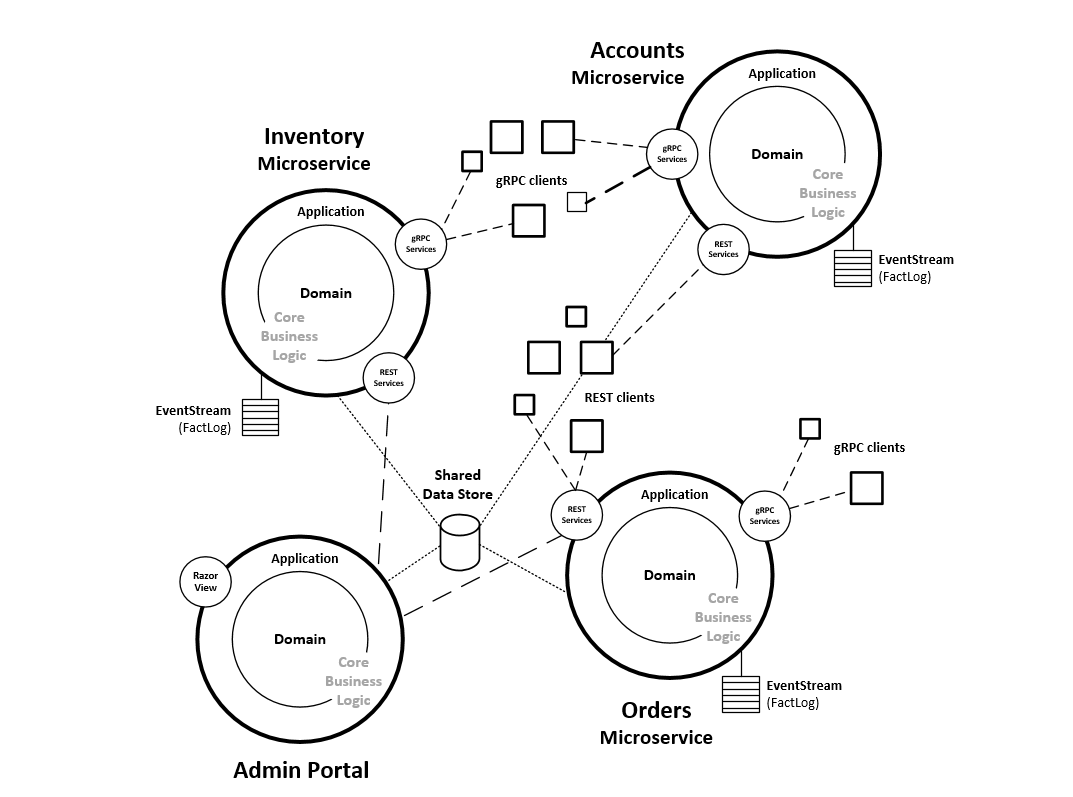 Accounts
Microservice
Application
gRPC
Services
Domain
Core
Business
Logic
REST
Services
EventStream
(FactLog)
Inventory
Microservice
gRPC clients
Application
gRPC
Services
Domain
Core
Business
Logic
REST
Services
EventStream
(FactLog)
REST clients
gRPC clients
Shared
Data Store
Application
REST
Services
gRPC
Services
Domain
Core
Business
Logic
EventStream
(FactLog)
Orders
Microservice
Application
Razor
View
Domain
Core
Business
Logic
Admin Portal